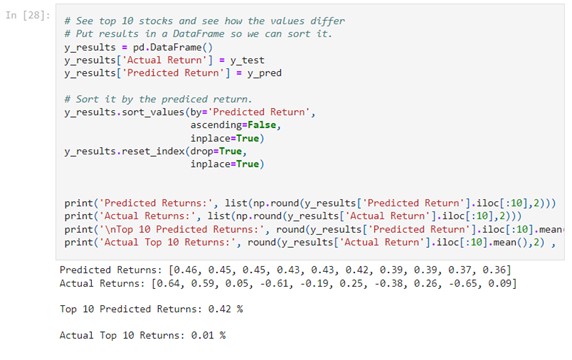 In [28]:
# See top 10 stocks and see how the values differ
# Put results in a DataFrame so we can sort it.
y_results = pd.DataFrame()
y_results['Actual Return'] = y_test
y_results['Predicted Return'] = y_pred
# Sort it by the prediced return.
y_results.sort_values(by='Predicted Return',
ascending=False,
inplace=True)
y_results.reset_index(drop=True,
inplace=True)
print('Predicted Returns:', list(np.round(y_results['Predicted Return'].iloc[:10],2)))
print('Actual Returns:', list(np.round(y_results['Actual Return'].iloc[:10],2)))
print('\nTop 10 Predicted Returns:', round(y_results['Predicted Return'].iloc[:10].mean
print('Actual Top 10 Returns:', round(y_results['Actual Return'].iloc[:10].mean(),2) ,
Predicted Returns: [0.46, 0.45, 0.45, 0.43, 0.43, 0.42, 0.39, 0.39, 0.37, 0.36]
Actual Returns: [0.64, 0.59, 0.05, -0.61, -0.19, 0.25, -0.38, 0.26, -0.65, 0.09]
Top 10 Predicted Returns: 0.42 %
Actual Top 10 Returns: 0.01 %